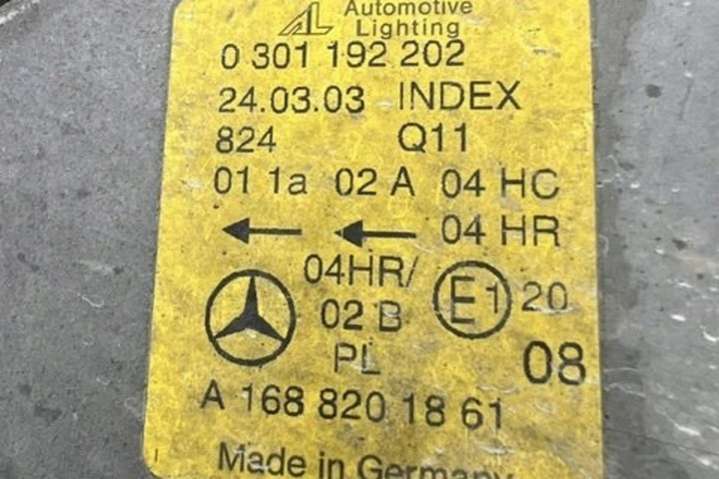 AL Automotive
Lighting
0 301 192 202
24.03.03 INDEX
824 Q11
01 1a 02 A 04 HC
04 HR
04HR/
02 B E1 20
PL 08
A 168 820 18 61
Made in Germany